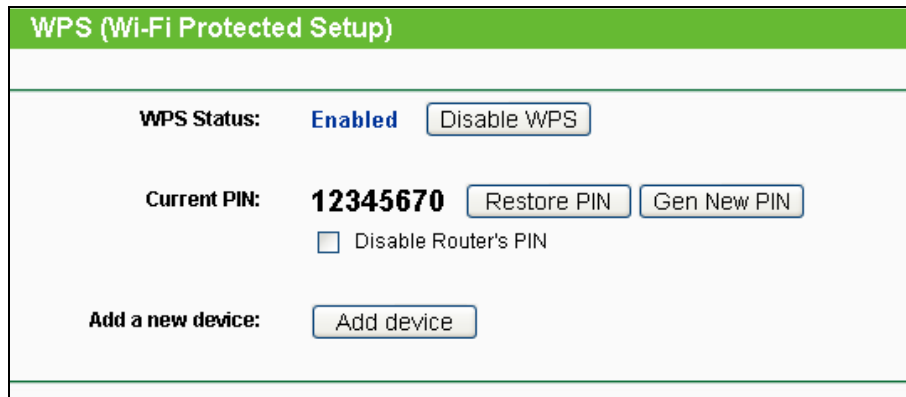 WPS (Wi-Fi Protected Setup)
WPS Status: Enabled Disable WPS
Current PIN: 12345670 Restore PIN Gen New PIN
Disable Router's PIN
Add a new device: Add device